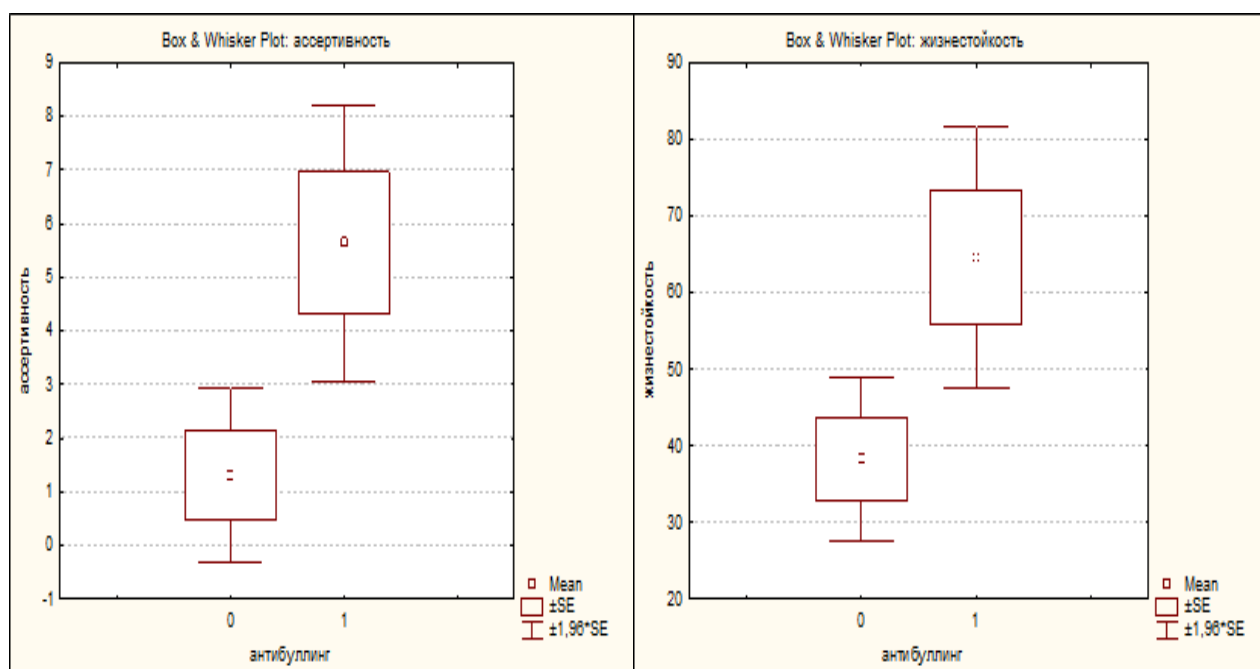 Box & Whisker Plot: ассертивность
9
8
7
6
5
4
3
2
1
0
-1
ассертивность
0 1
антибуллинг
Mean
±SE
±1,96*SE
Box & Whisker Plot: жизнестойкость
90
80
70
60
50
40
30
20
жизнестойкость
0 1
антибуллинг
Mean
±SE
±1,96*SE